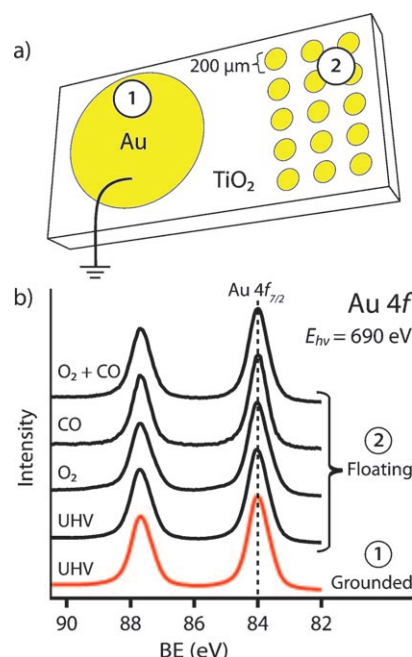 a)
200 µm
1
2
Au
TiO₂
b)
Au 4f₇/₂
Au 4f
E_hν = 690 eV
O₂ + CO
CO
O₂
UHV
UHV
2
Floating
1
Grounded
Intensity
90 88 86 84 82
BE (eV)